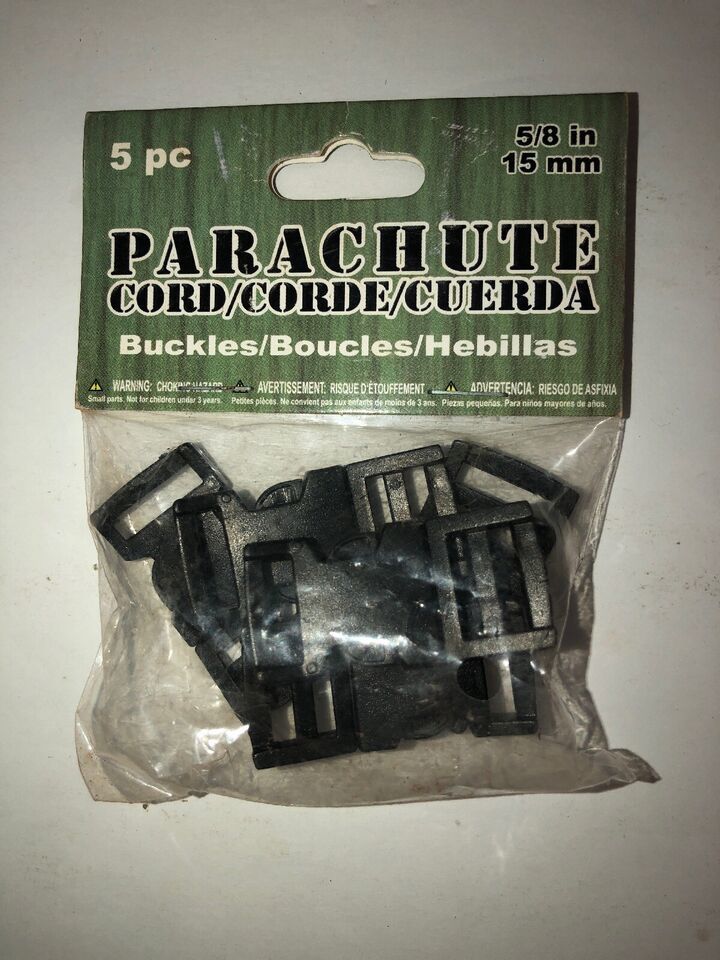 5 pc
5/8 in
15 mm
PARACHUTE
CORD/CORDE/CUERDA
Buckles/Boucles/Hebillas
WARNING: CHOKING HAZARD
Small parts. Not for children under 3 years.
AVERTISSEMENT: RISQUE D'ÉTOUFFEMENT
Petites pièces. Ne convient pas aux enfants de moins de 3 ans.
ADVERTENCIA: RIESGO DE ASFIXIA
Piezas pequeñas. Para niños mayores de años.